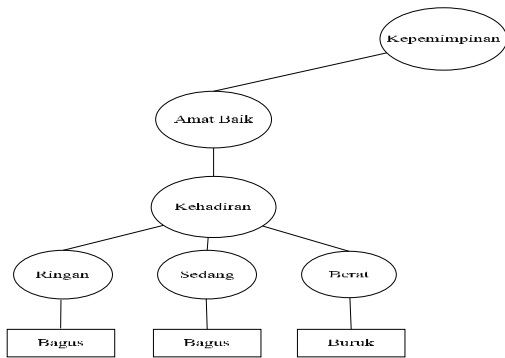 Kepemimpinan
Amat Baik
Kehadiran
Ringan
Sedang
Berat
Bagus
Bagus
Buruk